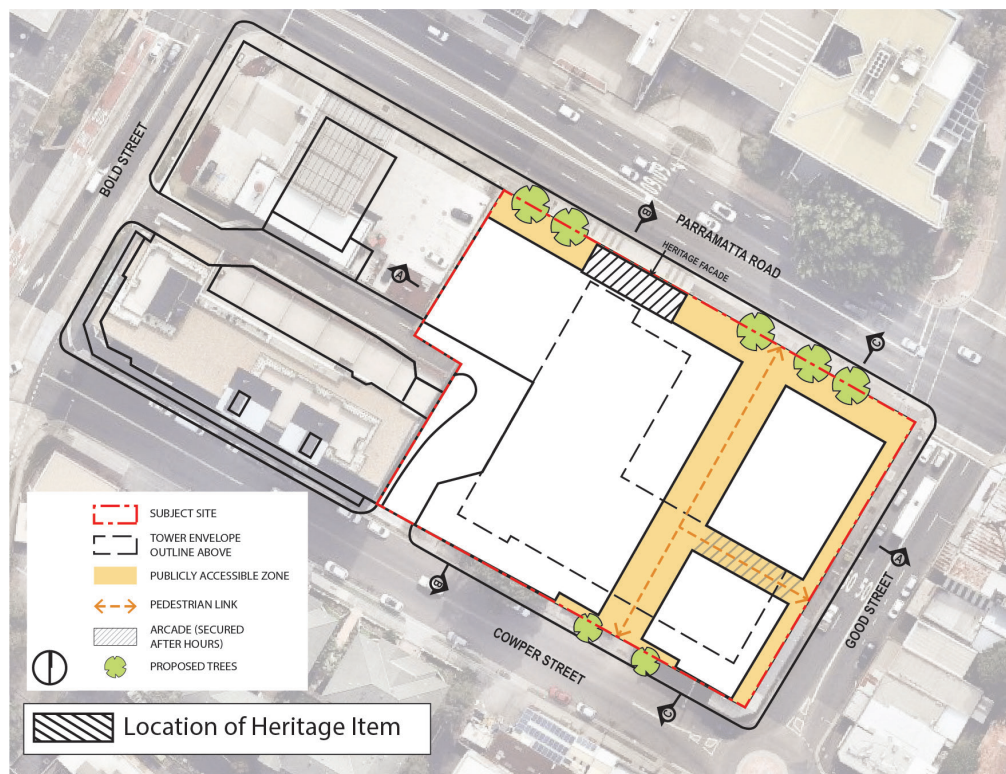 BOLD STREET
PARRAMATTA ROAD
HERITAGE FACADE
B
A
C
A
GOOD STREET
B
COWPER STREET
C
SUBJECT SITE
TOWER ENVELOPE
OUTLINE ABOVE
PUBLICLY ACCESSIBLE ZONE
PEDESTRIAN LINK
ARCADE (SECURED
AFTER HOURS)
PROPOSED TREES
Location of Heritage Item